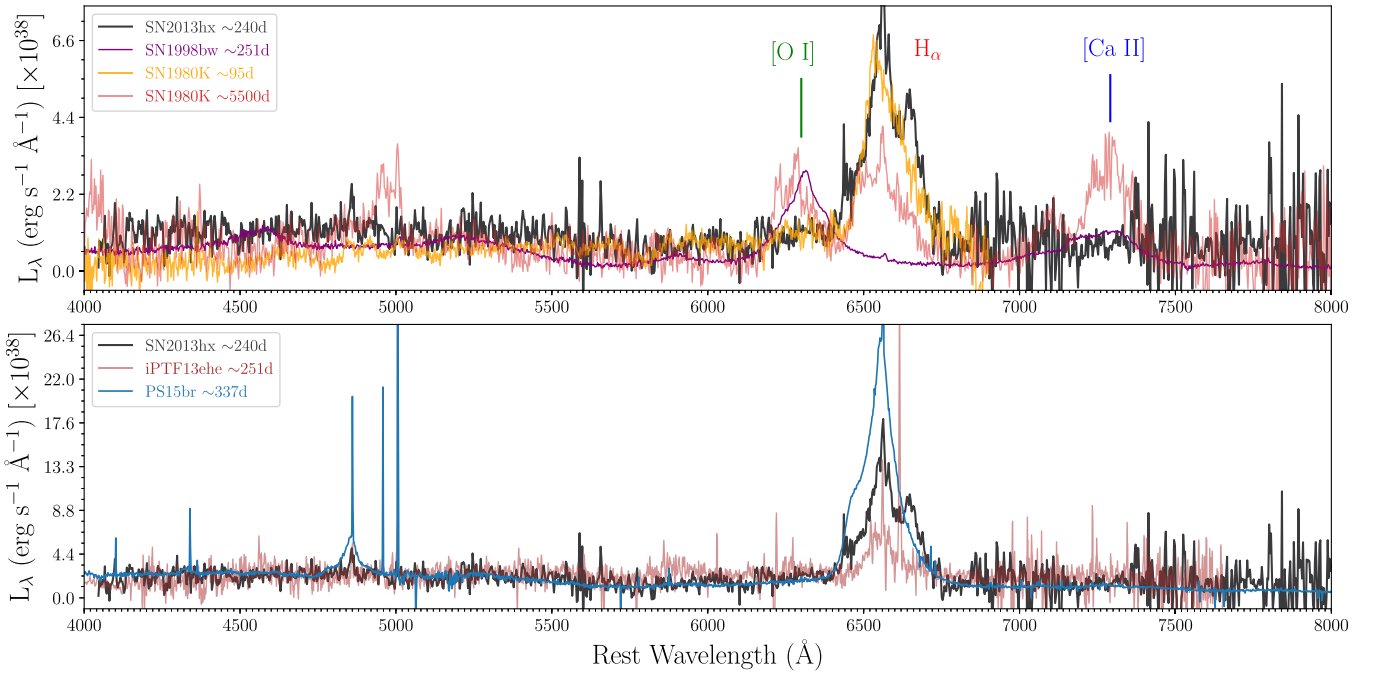 SN2013hx ~240d
SN1998bw ~251d
SN1980K ~95d
SN1980K ~5500d
[O I]
Hα
[Ca II]
Lλ (erg s⁻¹ Å⁻¹) [×10³⁸]
6.6
4.4
2.2
0.0
4000 4500 5000 5500 6000 6500 7000 7500 8000
SN2013hx ~240d
iPTF13ehe ~251d
PS15br ~337d
Lλ (erg s⁻¹ Å⁻¹) [×10³⁸]
26.4
22.0
17.6
13.3
8.8
4.4
0.0
4000 4500 5000 5500 6000 6500 7000 7500 8000
Rest Wavelength (Å)